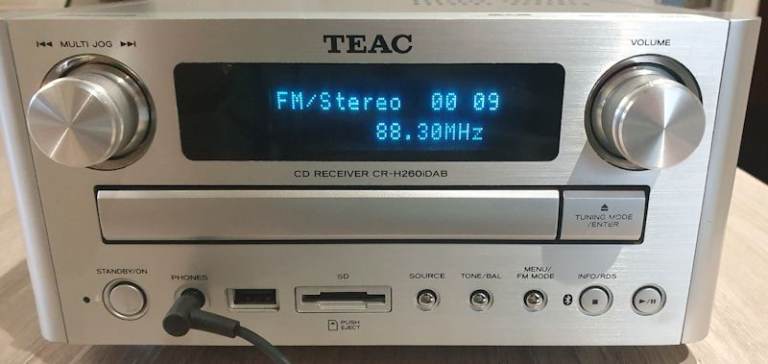 TEAC
MULTI JOG
VOLUME
FM/Stereo 00 09
88.30MHz
CD RECEIVER CR-H260iDAB
TUNING MODE
/ENTER
STANDBY/ON
PHONES
SD
SOURCE
TONE/BAL
MENU/
FM MODE
INFO/RDS
PUSH
EJECT